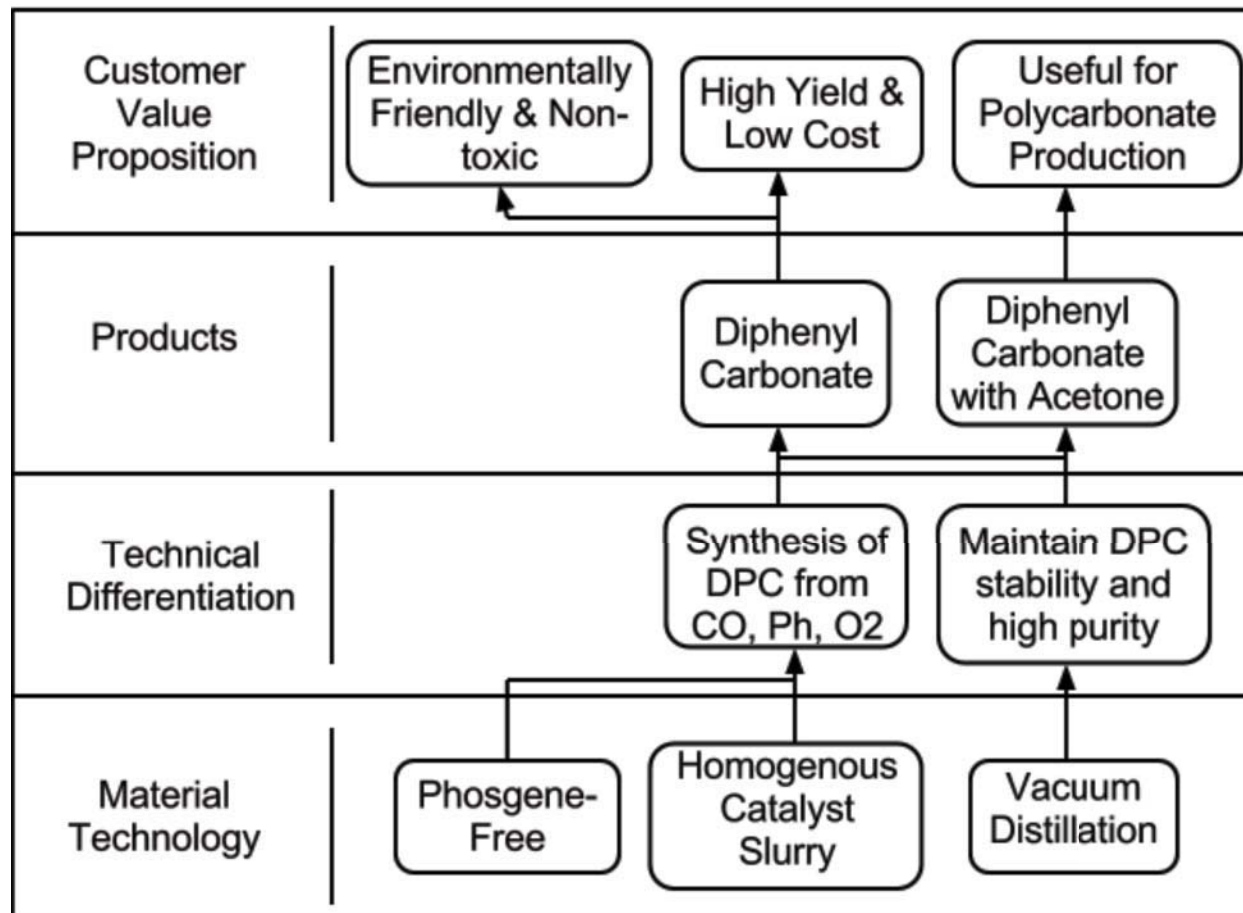 Customer
Value
Proposition
Environmentally
Friendly & Non-
toxic
High Yield &
Low Cost
Useful for
Polycarbonate
Production
Products
Diphenyl
Carbonate
Diphenyl
Carbonate
with Acetone
Technical
Differentiation
Synthesis of
DPC from
CO, Ph, O2
Maintain DPC
stability and
high purity
Material
Technology
Phosgene-
Free
Homogenous
Catalyst
Slurry
Vacuum
Distillation